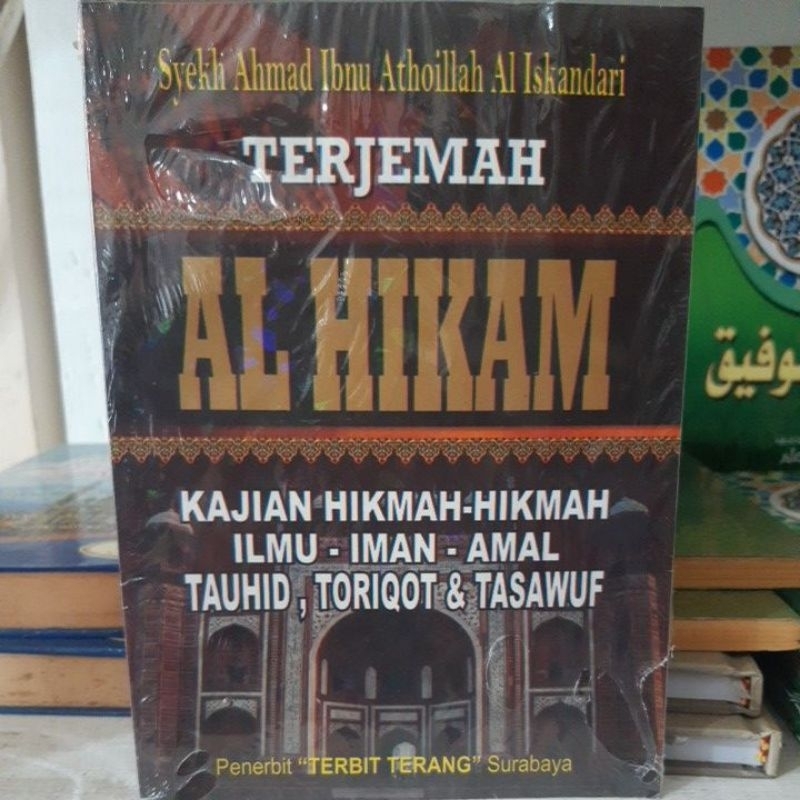 Syekh Ahmad Ibnu Athoillah Al Iskandari
TERJEMAH
AL HIKAM
KAJIAN HIKMAH-HIKMAH
ILMU - IMAN - AMAL
TAUHID , TORIQOT & TASAWUF
Penerbit "TERBIT TERANG" Surabaya